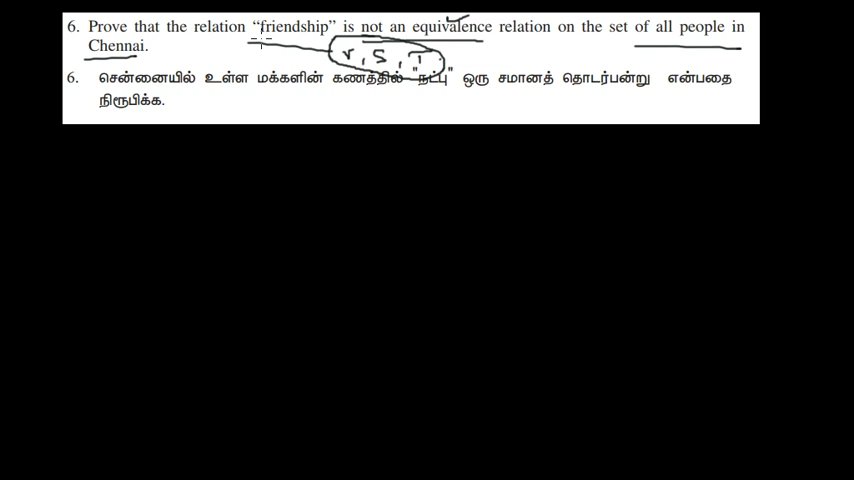 6. Prove that the relation “friendship” is not an equivalence relation on the set of all people in
Chennai.
r, S, T
6. சென்னையில் உள்ள மக்களின் கணத்தில் "நட்பு" ஒரு சமானத் தொடர்பன்று என்பதை
நிரூபிக்க.